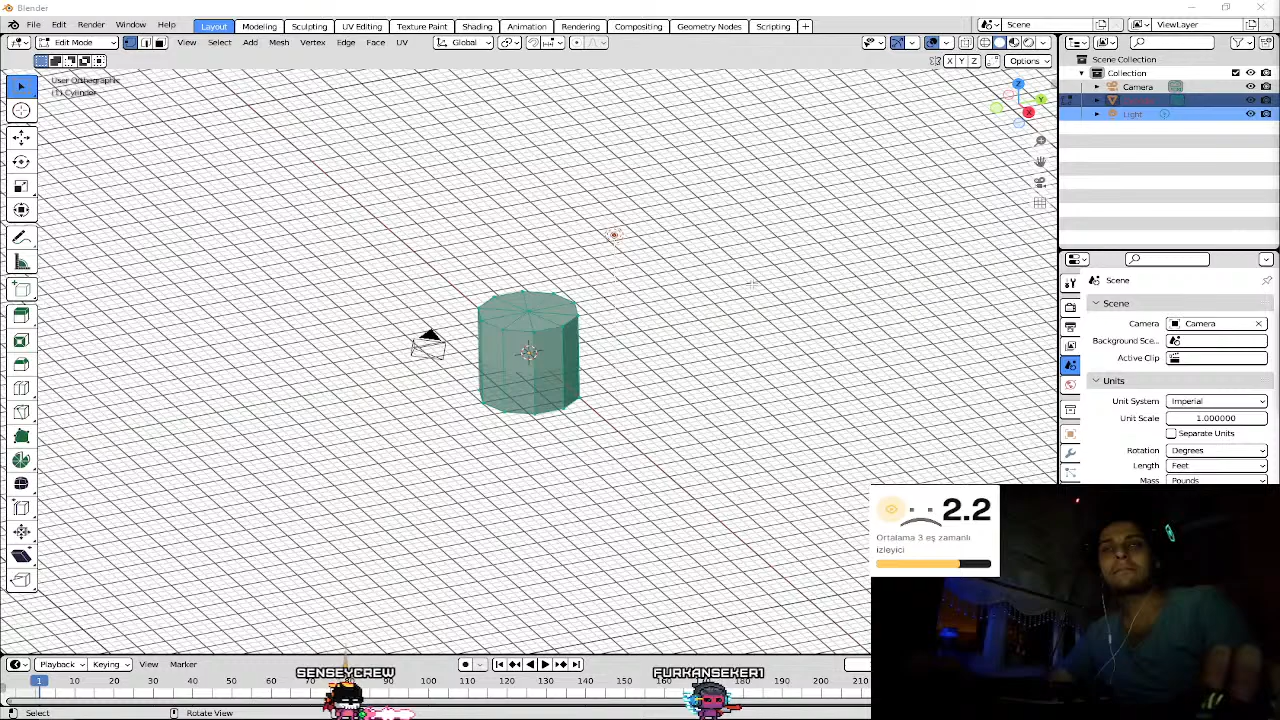 Blender
File Edit Render Window Help
Layout Modeling Sculpting UV Editing Texture Paint Shading Animation Rendering Compositing Geometry Nodes Scripting +
Scene
ViewLayer
Edit Mode
View Select Add Mesh Vertex Edge Face UV
Global
X Y Z
Options
User Orthographic
(1) Cylinder
Z
Y
X
Scene Collection
Collection
Camera
Light
Scene
Scene
Camera
Camera
Background Sce...
Active Clip
Units
Unit System
Imperial
Unit Scale
1.000000
Separate Units
Rotation
Degrees
Length
Feet
Mass
Pounds
2.2
Ortalama 3 eş zamanlı
izleyici
Playback Keying View Marker
SENSEYCREW
FURKANSEKER1
1 10 20 30 40 50 60 70 80 90 100 110 120 130 140 150 160 170 180 190 200 210
Select
Rotate View